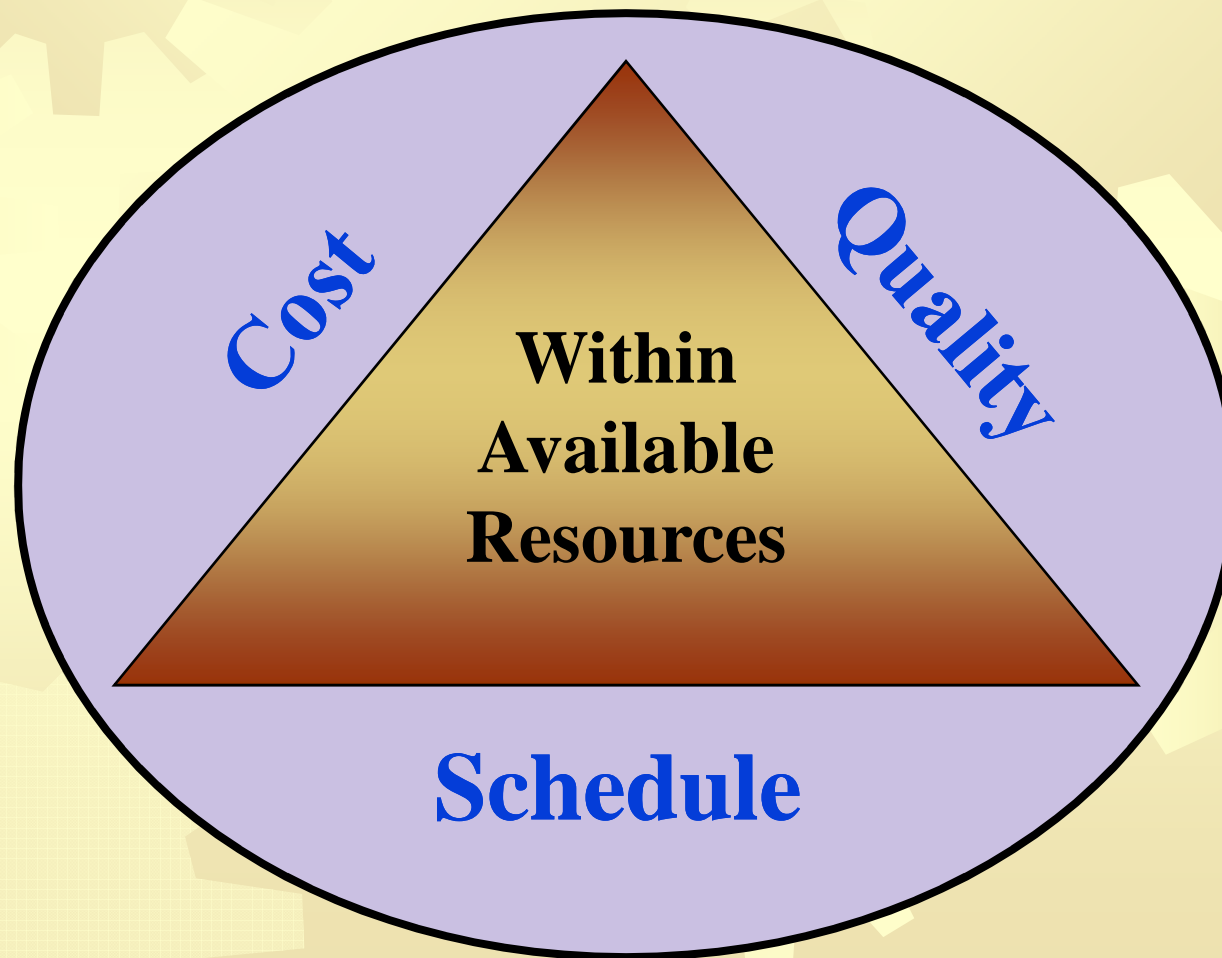 Cost
Quality
Within
Available
Resources
Schedule